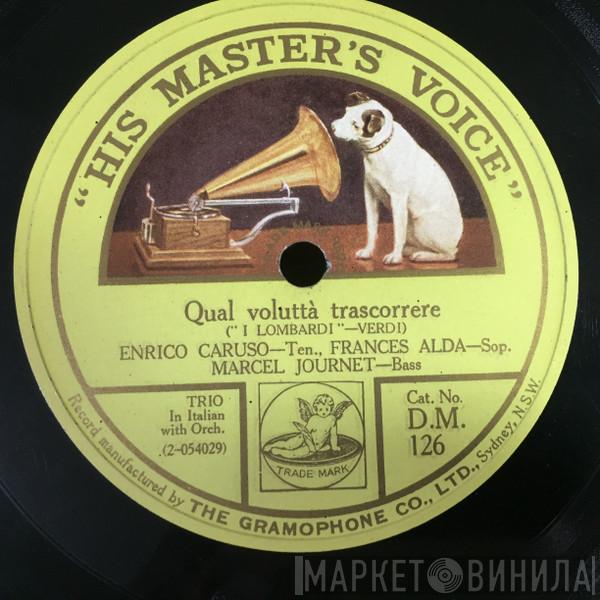 "HIS MASTER'S VOICE"
Qual voluttà trascorrere
("I LOMBARDI"—VERDI)
ENRICO CARUSO—Ten., FRANCES ALDA—Sop.
MARCEL JOURNET—Bass
TRIO
In Italian
with Orch.
(2-054029)
TRADE MARK
Cat. No.
D.M.
126
Record manufactured by THE GRAMOPHONE CO., LTD., Sydney, N.S.W.
МАРКЕТ ВИНИЛА